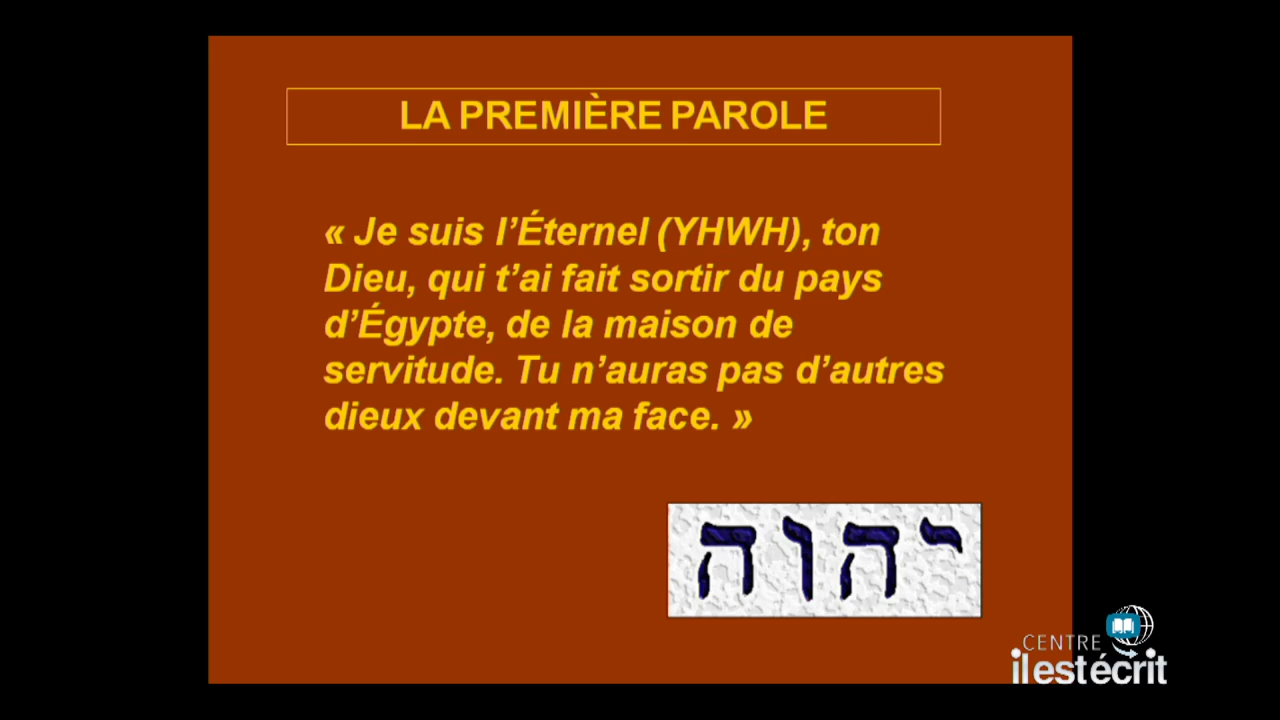 LA PREMIÈRE PAROLE
« Je suis l’Éternel (YHWH), ton
Dieu, qui t’ai fait sortir du pays
d’Égypte, de la maison de
servitude. Tu n’auras pas d’autres
dieux devant ma face. »
יהוה
CENTRE
ilestécrit